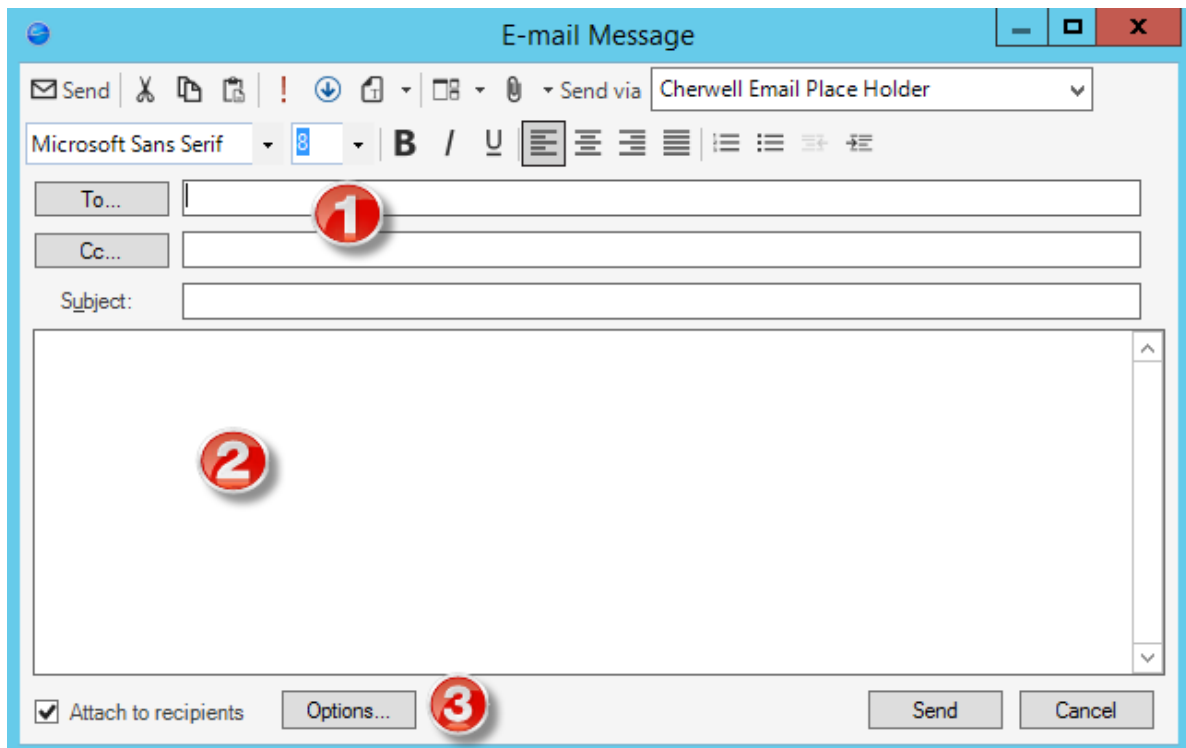 E-mail Message
Send Send via Cherwell Email Place Holder
Microsoft Sans Serif 8 B I U
To... 1
Cc...
Subject:
2
Attach to recipients Options... 3 Send Cancel